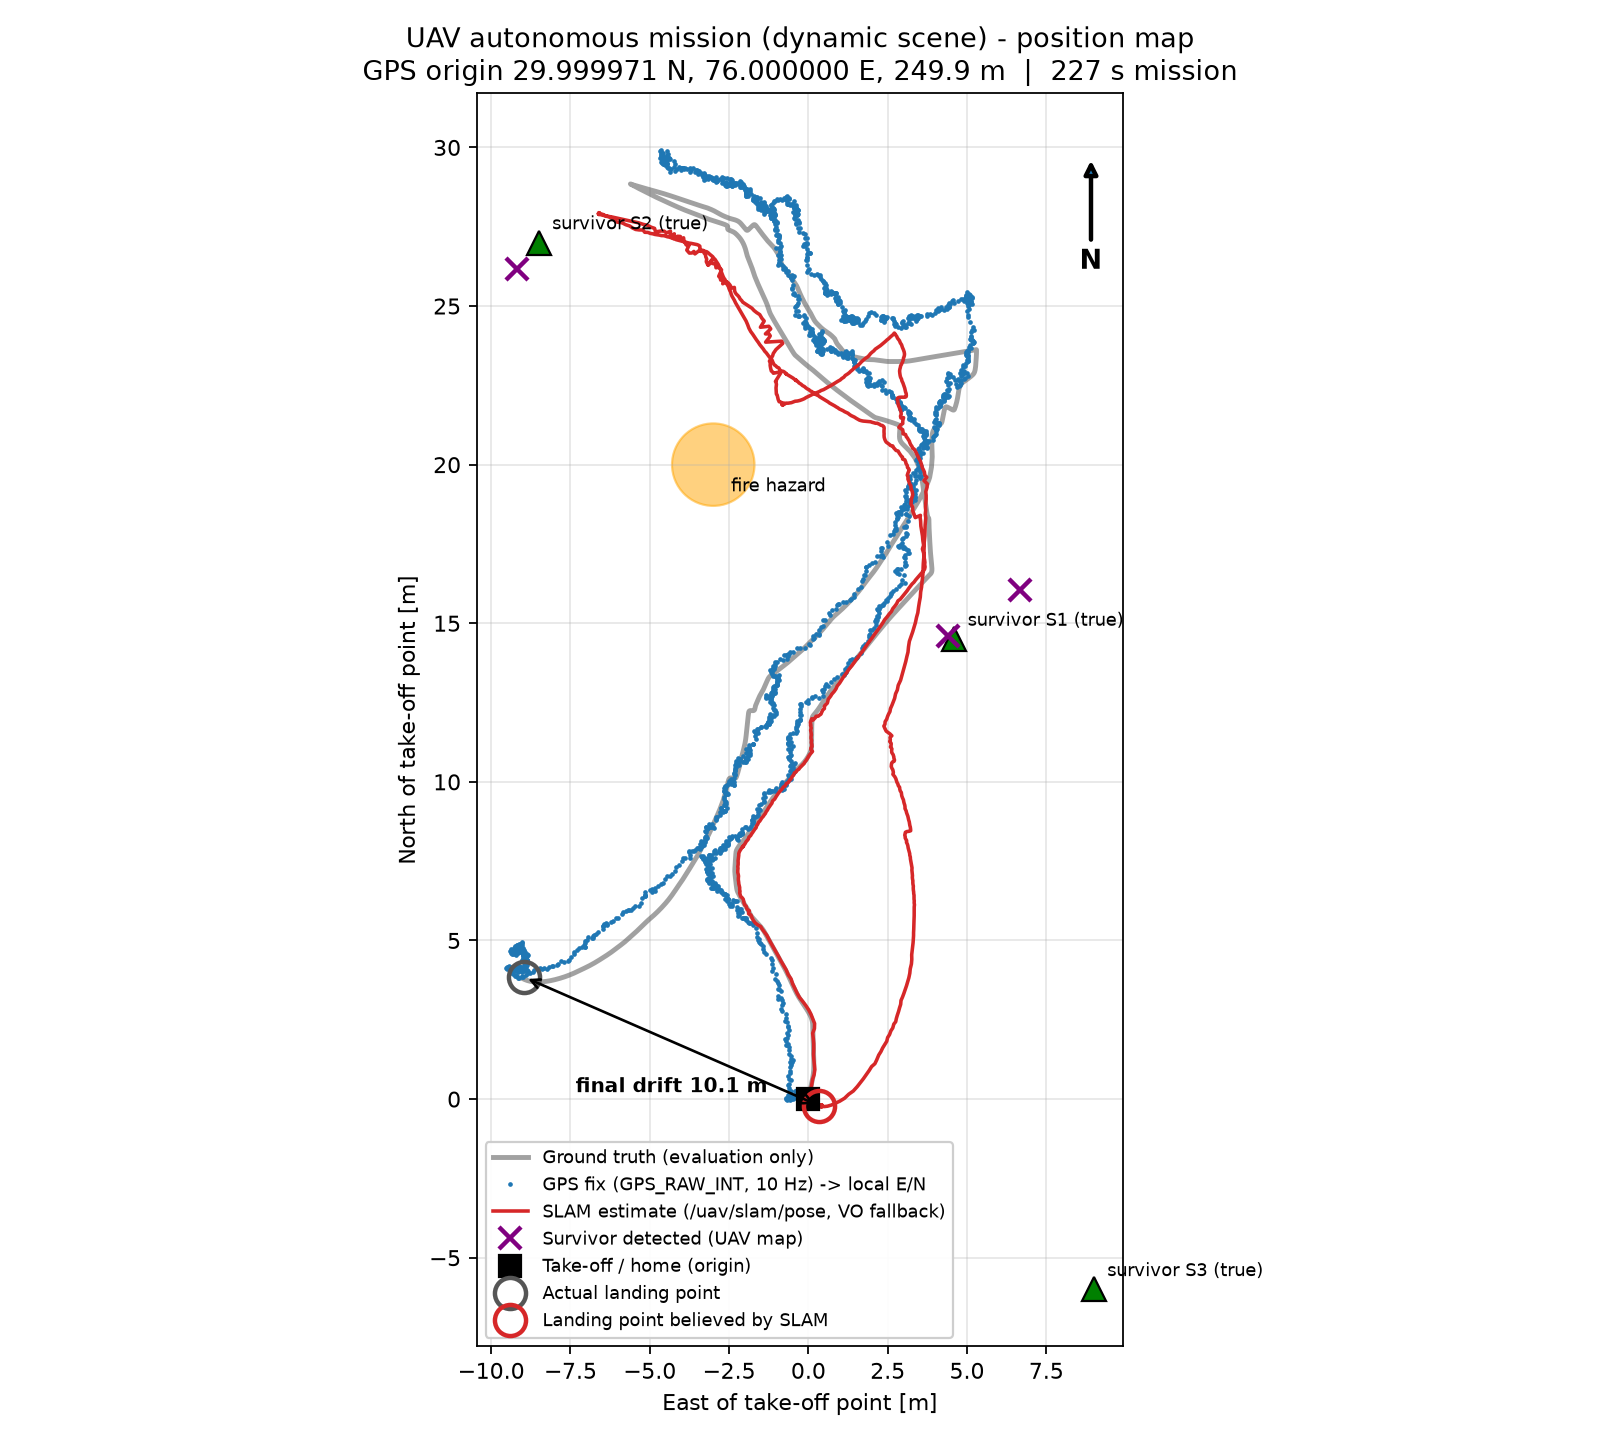 UAV autonomous mission (dynamic scene) - position map
GPS origin 29.999971 N, 76.000000 E, 249.9 m | 227 s mission
30
25
20
15
10
5
0
−5
North of take-off point [m]
survivor S2 (true)
N
fire hazard
survivor S1 (true)
final drift 10.1 m
survivor S3 (true)
Ground truth (evaluation only)
GPS fix (GPS_RAW_INT, 10 Hz) -> local E/N
SLAM estimate (/uav/slam/pose, VO fallback)
Survivor detected (UAV map)
Take-off / home (origin)
Actual landing point
Landing point believed by SLAM
−10.0 −7.5 −5.0 −2.5 0.0 2.5 5.0 7.5
East of take-off point [m]